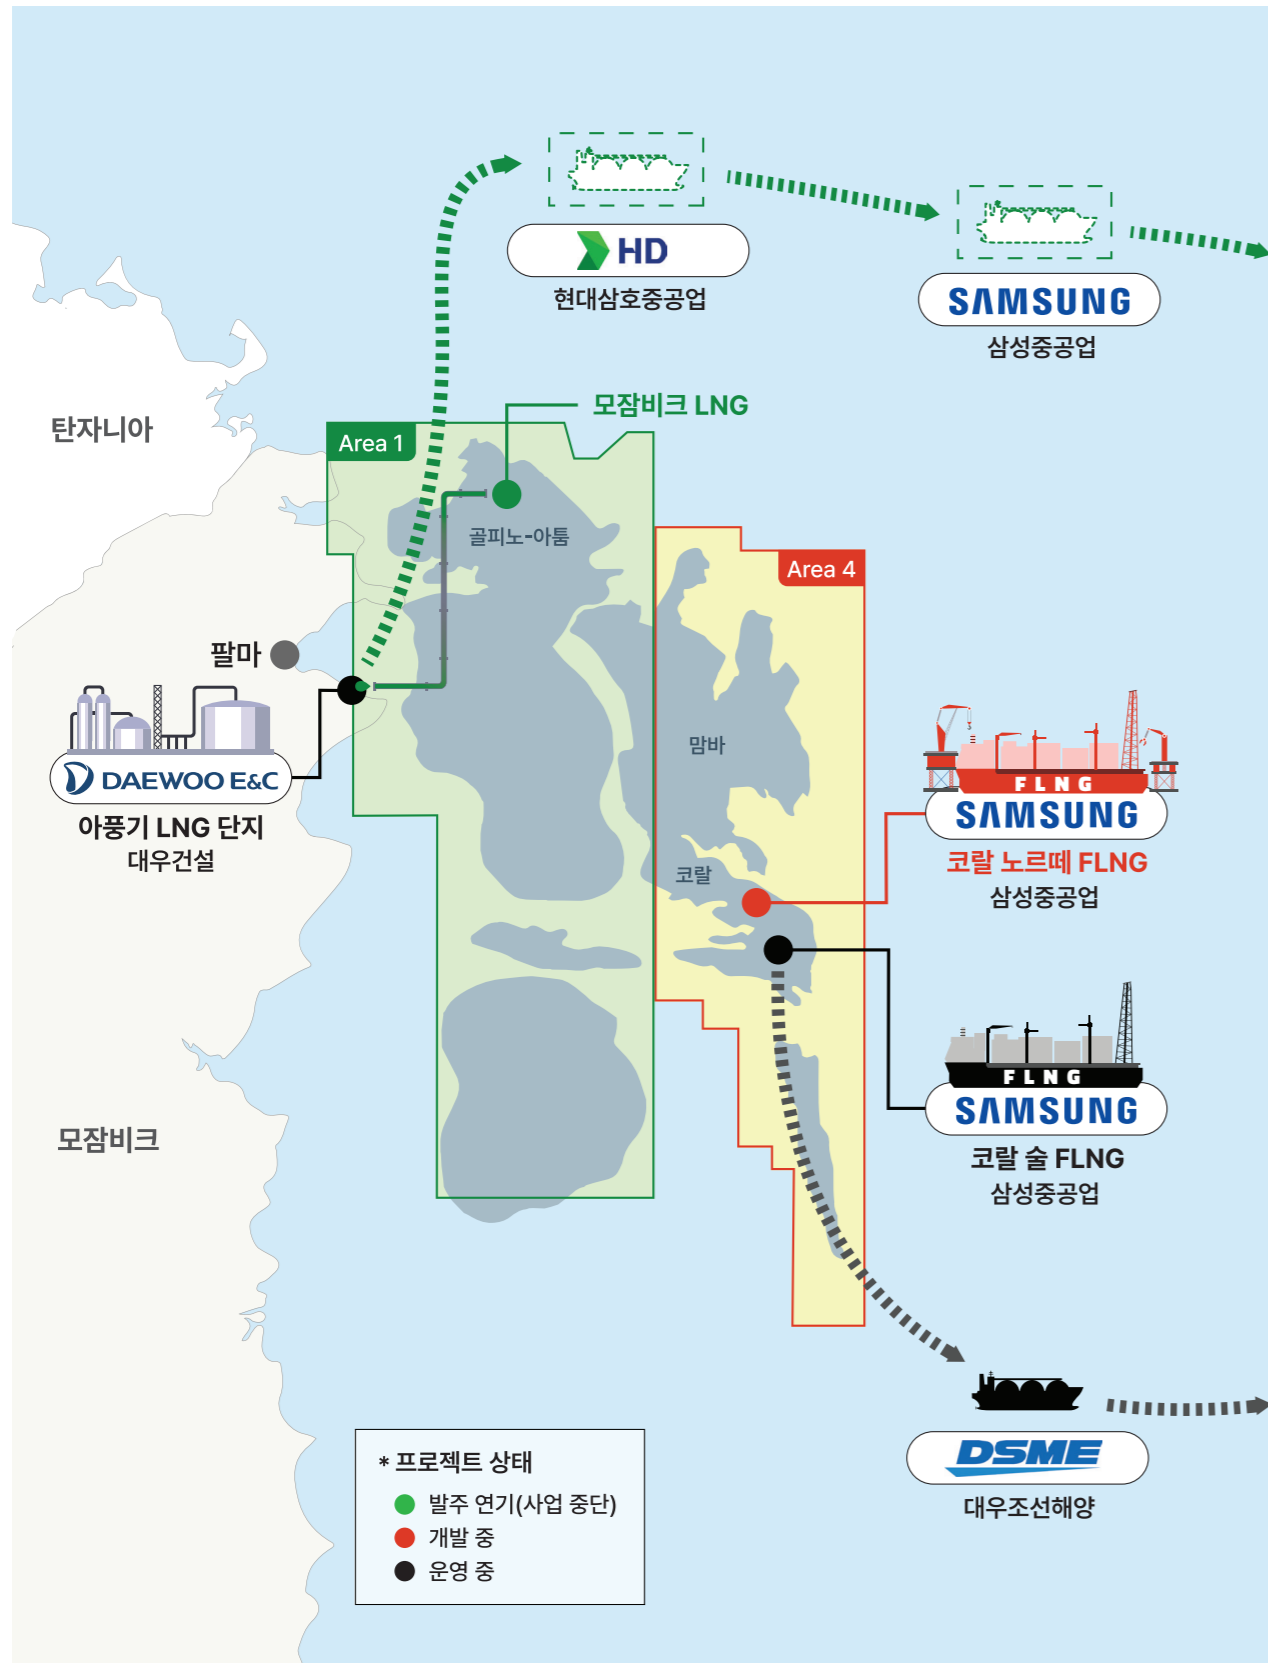 HD
현대삼호중공업
SAMSUNG
삼성중공업
탄자니아
모잠비크 LNG
Area 1
골피노-아툼
Area 4
팔마
맘바
DAEWOO E&C
아풍기 LNG 단지
대우건설
코랄
FLNG
SAMSUNG
코랄 노르떼 FLNG
삼성중공업
FLNG
SAMSUNG
코랄 술 FLNG
삼성중공업
모잠비크
DSME
대우조선해양
* 프로젝트 상태
발주 연기(사업 중단)
개발 중
운영 중